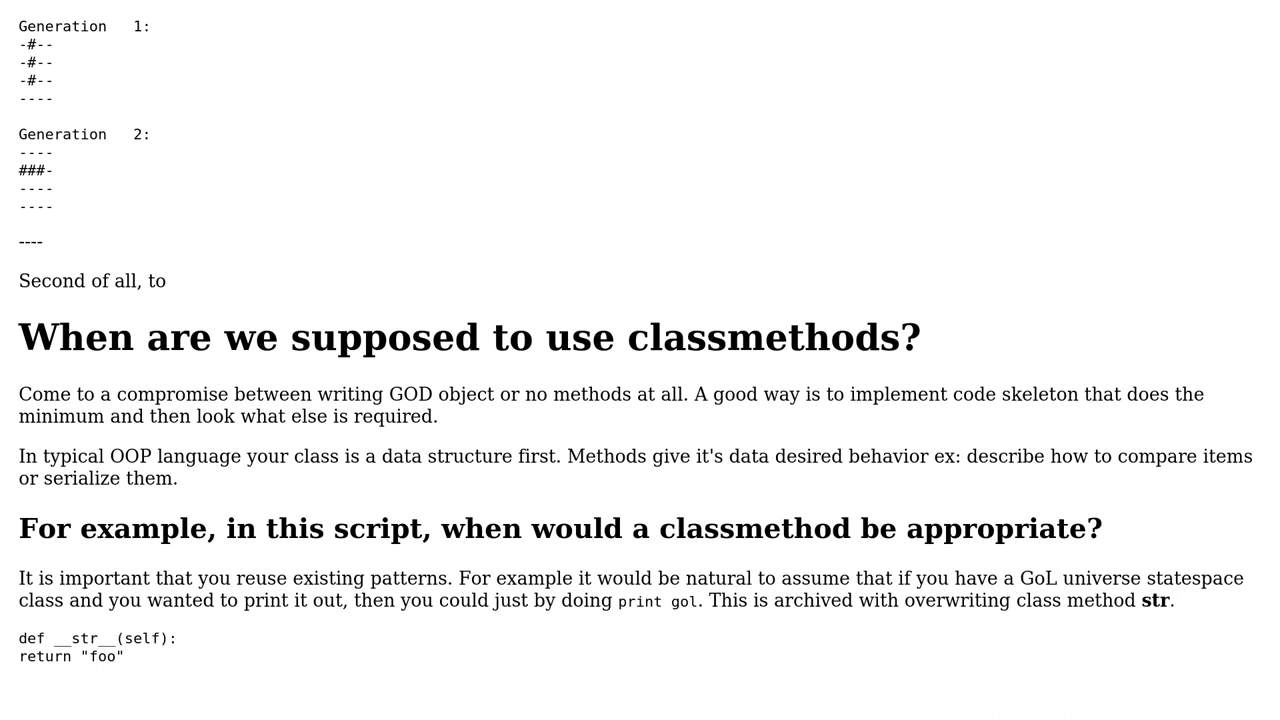 Generation   1:
-#--
-#--
-#--
----
Generation   2:
----
###-
----
----
----
Second of all, to
When are we supposed to use classmethods?
Come to a compromise between writing GOD object or no methods at all. A good way is to implement code skeleton that does the
minimum and then look what else is required.
In typical OOP language your class is a data structure first. Methods give it's data desired behavior ex: describe how to compare items
or serialize them.
For example, in this script, when would a classmethod be appropriate?
It is important that you reuse existing patterns. For example it would be natural to assume that if you have a GoL universe statespace
class and you wanted to print it out, then you could just by doing print gol. This is archived with overwriting class method str.
def __str__(self):
return "foo"